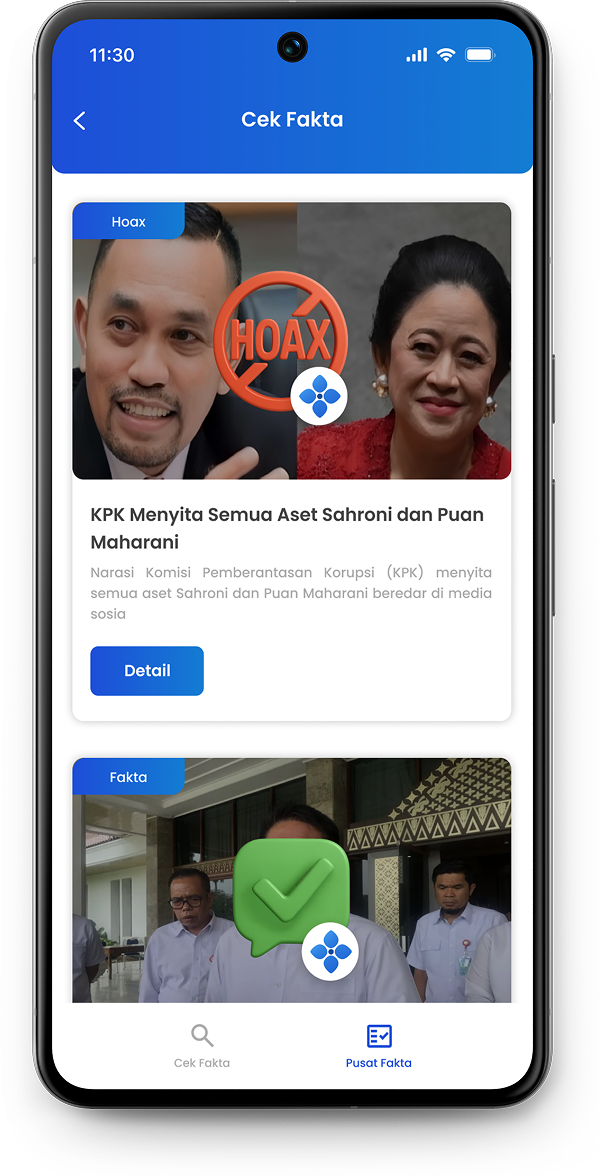 11:30
Cek Fakta
Hoax
HOAX
KPK Menyita Semua Aset Sahroni dan Puan
Maharani
Narasi Komisi Pemberantasan Korupsi (KPK) menyita
semua aset Sahroni dan Puan Maharani beredar di media
sosia
Detail
Fakta
Cek Fakta
Pusat Fakta